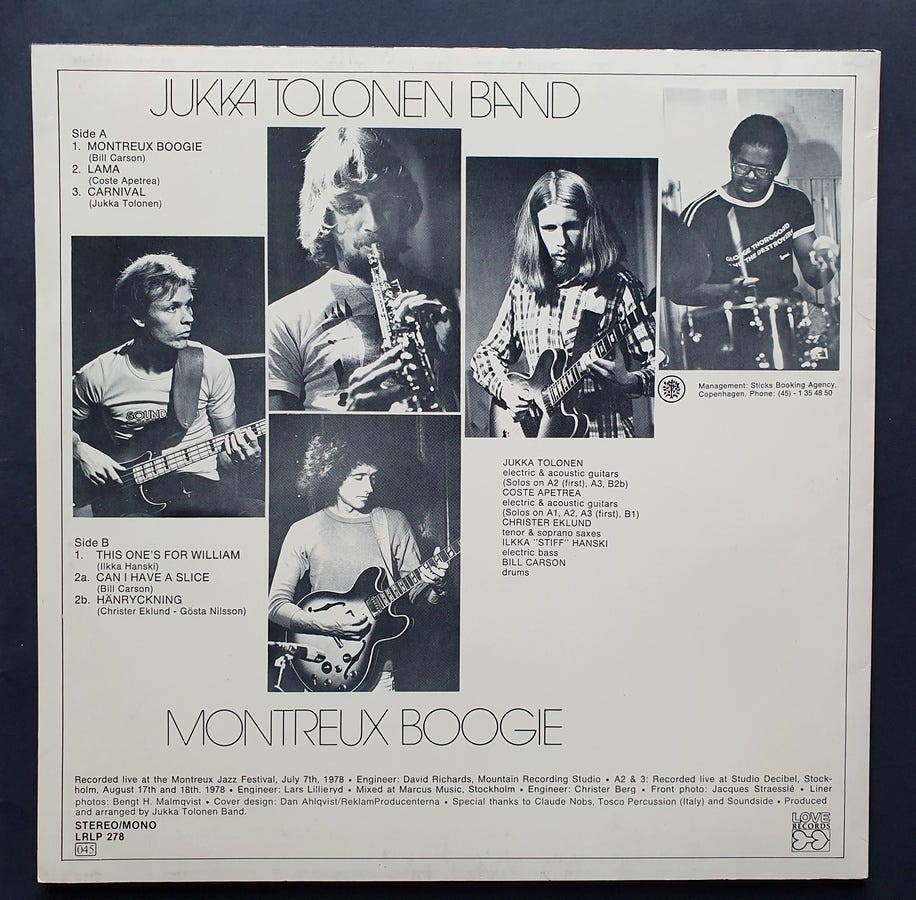 JUKKA TOLONEN BAND
Side A
1. MONTREUX BOOGIE
(Bill Carson)
2. LAMA
(Coste Apetrea)
3. CARNIVAL
(Jukka Tolonen)
GEORGE THOROGOOD
AND THE DESTROYERS
SOUND
Management: Sticks Booking Agency,
Copenhagen. Phone: (45) - 1 35 48 50
JUKKA TOLONEN
electric & acoustic guitars
(Solos on A2 (first), A3, B2b)
COSTE APETREA
electric & acoustic guitars
(Solos on A1, A2, A3 (first), B1)
CHRISTER EKLUND
tenor & soprano saxes
ILKKA "STIFF" HANSKI
electric bass
BILL CARSON
drums
Side B
1. THIS ONE'S FOR WILLIAM
(Ilkka Hanski)
2a. CAN I HAVE A SLICE
(Bill Carson)
2b. HÄNRYCKNING
(Christer Eklund - Gösta Nilsson)
MONTREUX BOOGIE
Recorded live at the Montreux Jazz Festival, July 7th, 1978 • Engineer: David Richards, Mountain Recording Studio • A2 & 3: Recorded live at Studio Decibel, Stock-
holm, August 17th and 18th. 1978 • Engineer: Lars Lillieryd • Mixed at Marcus Music, Stockholm • Engineer: Christer Berg • Front photo: Jacques Straesslé • Liner
photos: Bengt H. Malmqvist • Cover design: Dan Ahlqvist/ReklamProducenterna • Special thanks to Claude Nobs, Tosco Percussion (Italy) and Soundside • Produced
and arranged by Jukka Tolonen Band.
STEREO/MONO
LRLP 278
045
LOVE
RECORDS